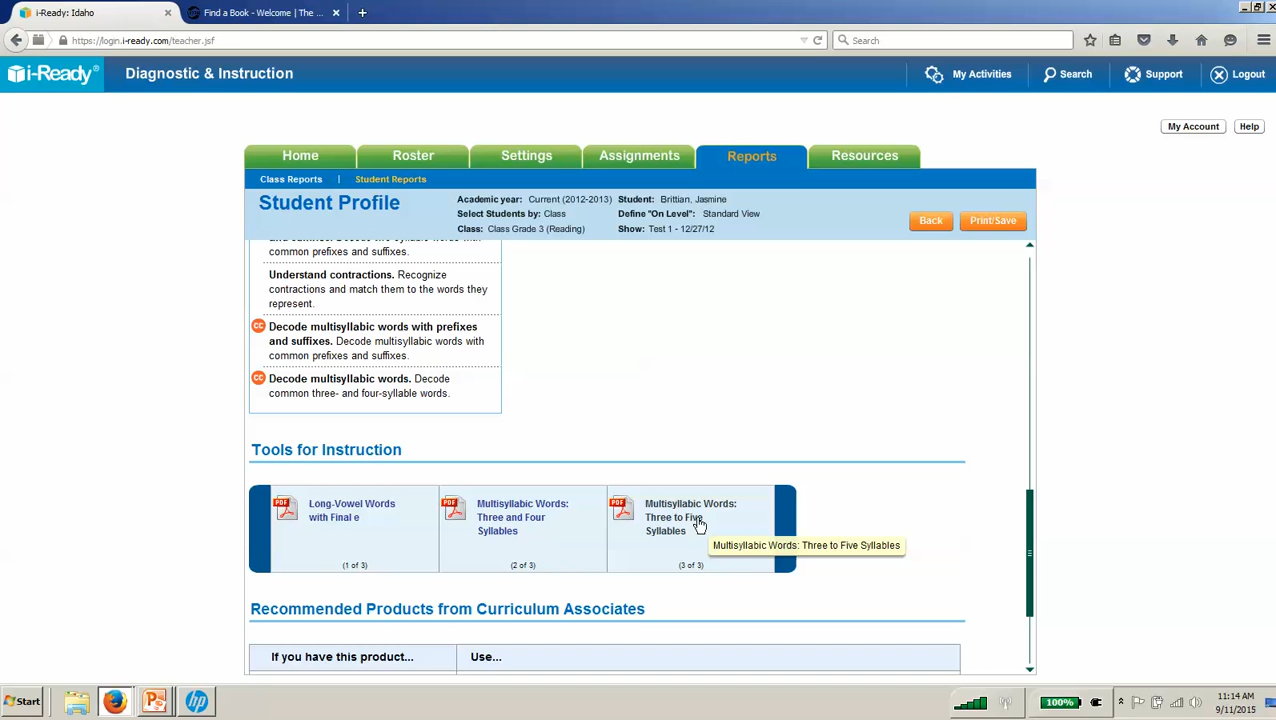 i-Ready: Idaho
Find a Book - Welcome | The ...
https://login.i-ready.com/teacher.jsf
Search
i-Ready®
Diagnostic & Instruction
My Activities
Search
Support
Logout
My Account
Help
Home
Roster
Settings
Assignments
Reports
Resources
Class Reports | Student Reports
Student Profile
Academic year: Current (2012-2013)
Student: Brittian, Jasmine
Select Students by: Class
Define "On Level": Standard View
Class: Class Grade 3 (Reading)
Show: Test 1 - 12/27/12
Back
Print/Save
common prefixes and suffixes.
Understand contractions. Recognize
contractions and match them to the words they
represent.
CC Decode multisyllabic words with prefixes
and suffixes. Decode multisyllabic words with
common prefixes and suffixes.
CC Decode multisyllabic words. Decode
common three- and four-syllable words.
Tools for Instruction
PDF
Long-Vowel Words
with Final e
(1 of 3)
PDF
Multisyllabic Words:
Three and Four
Syllables
(2 of 3)
PDF
Multisyllabic Words:
Three to Five
Syllables
(3 of 3)
Multisyllabic Words: Three to Five Syllables
Recommended Products from Curriculum Associates
If you have this product...
Use...
Start
100%
11:14 AM
9/11/2015